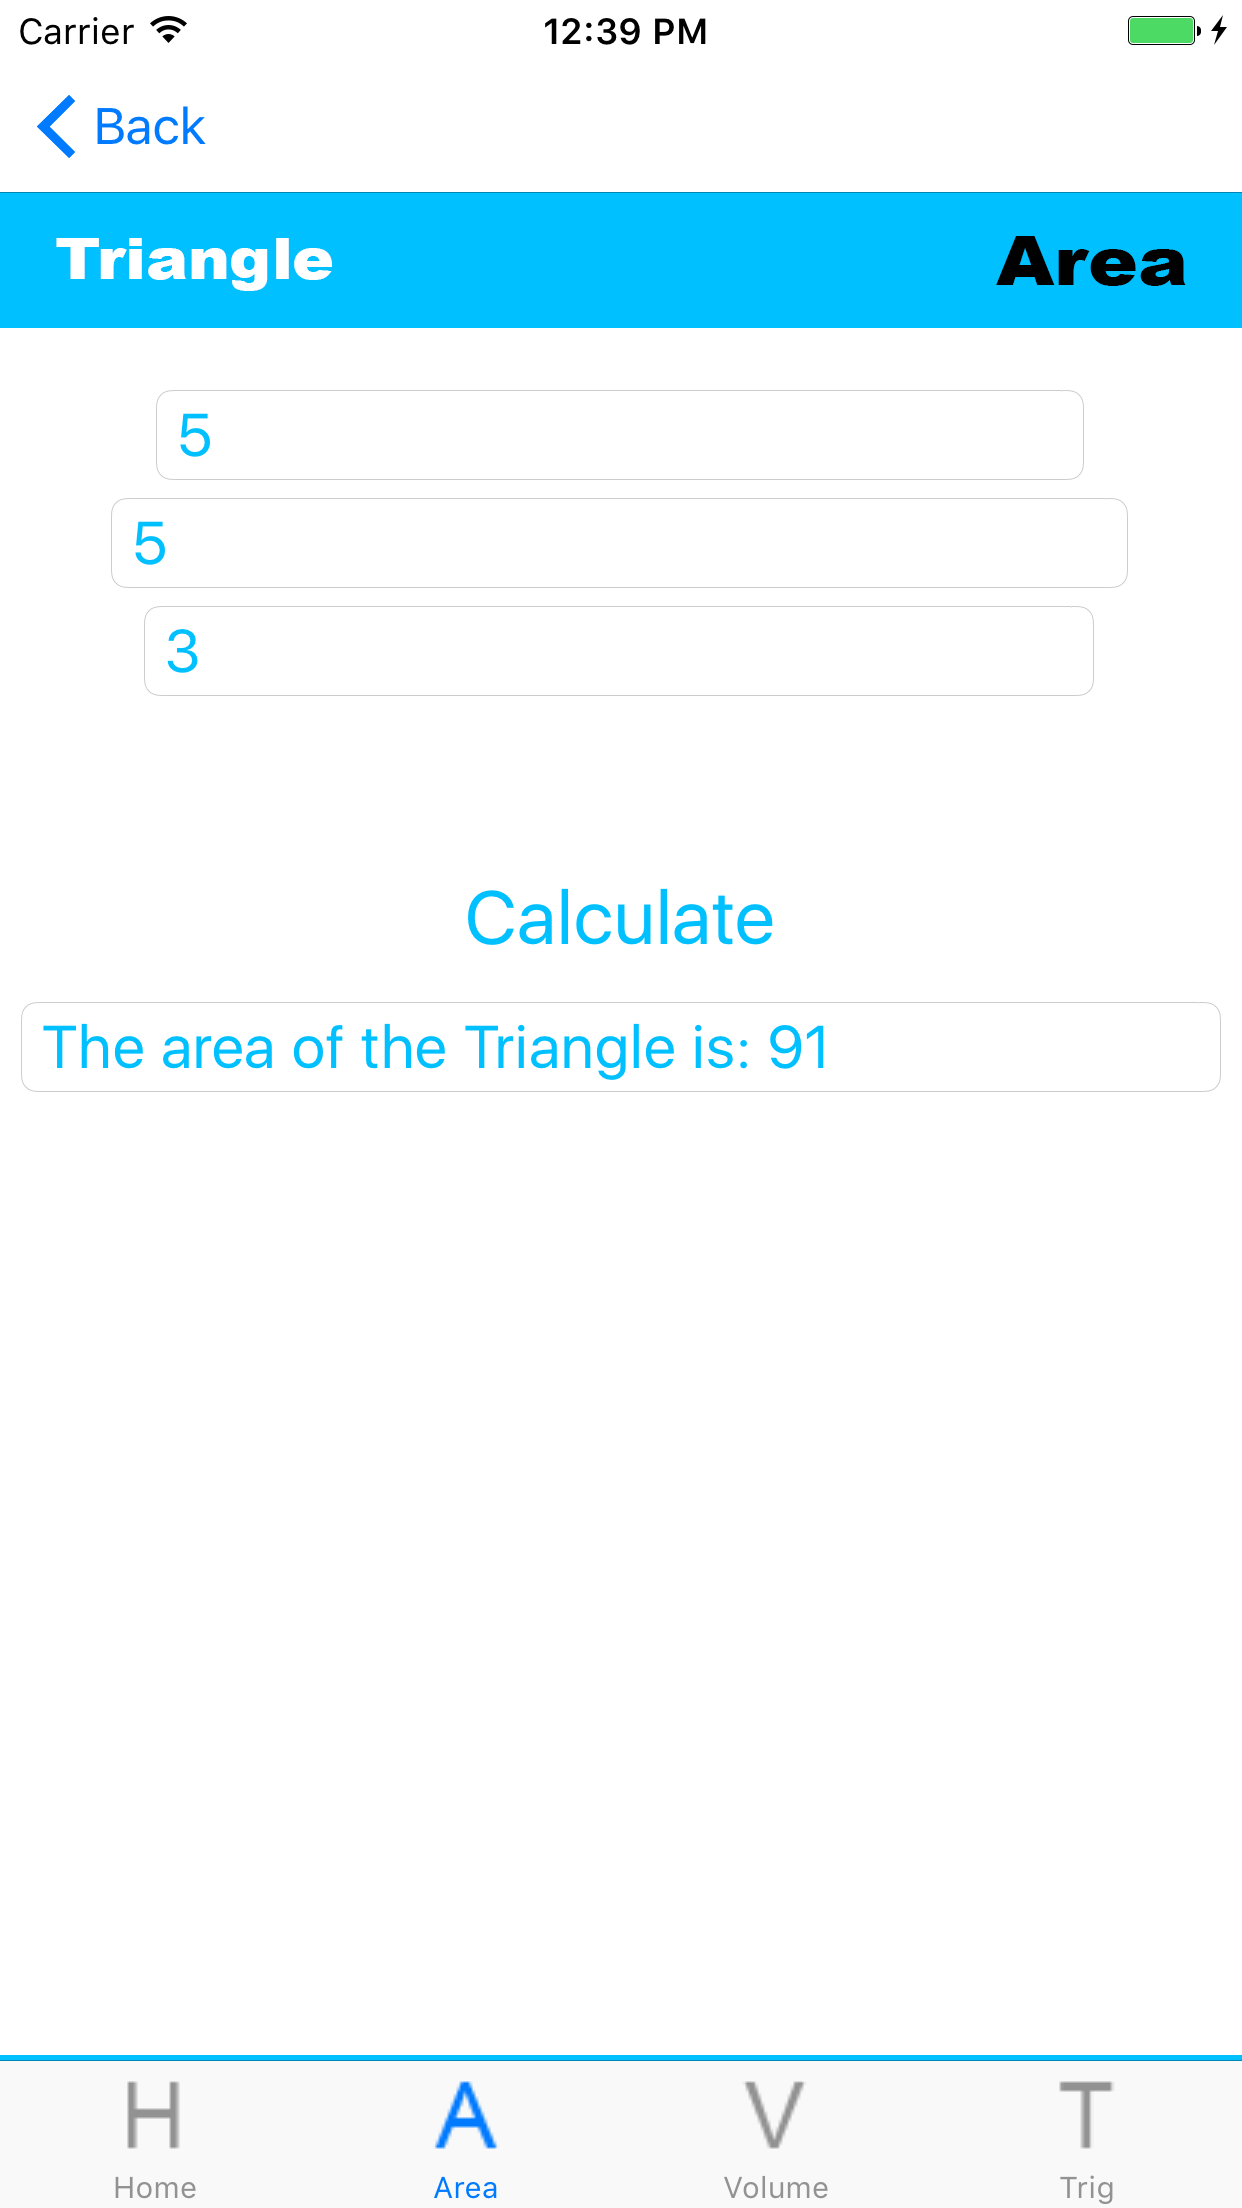 Carrier 12:39 PM
Back
Triangle Area
5
5
3
Calculate
The area of the Triangle is: 91
H A V T
Home Area Volume Trig